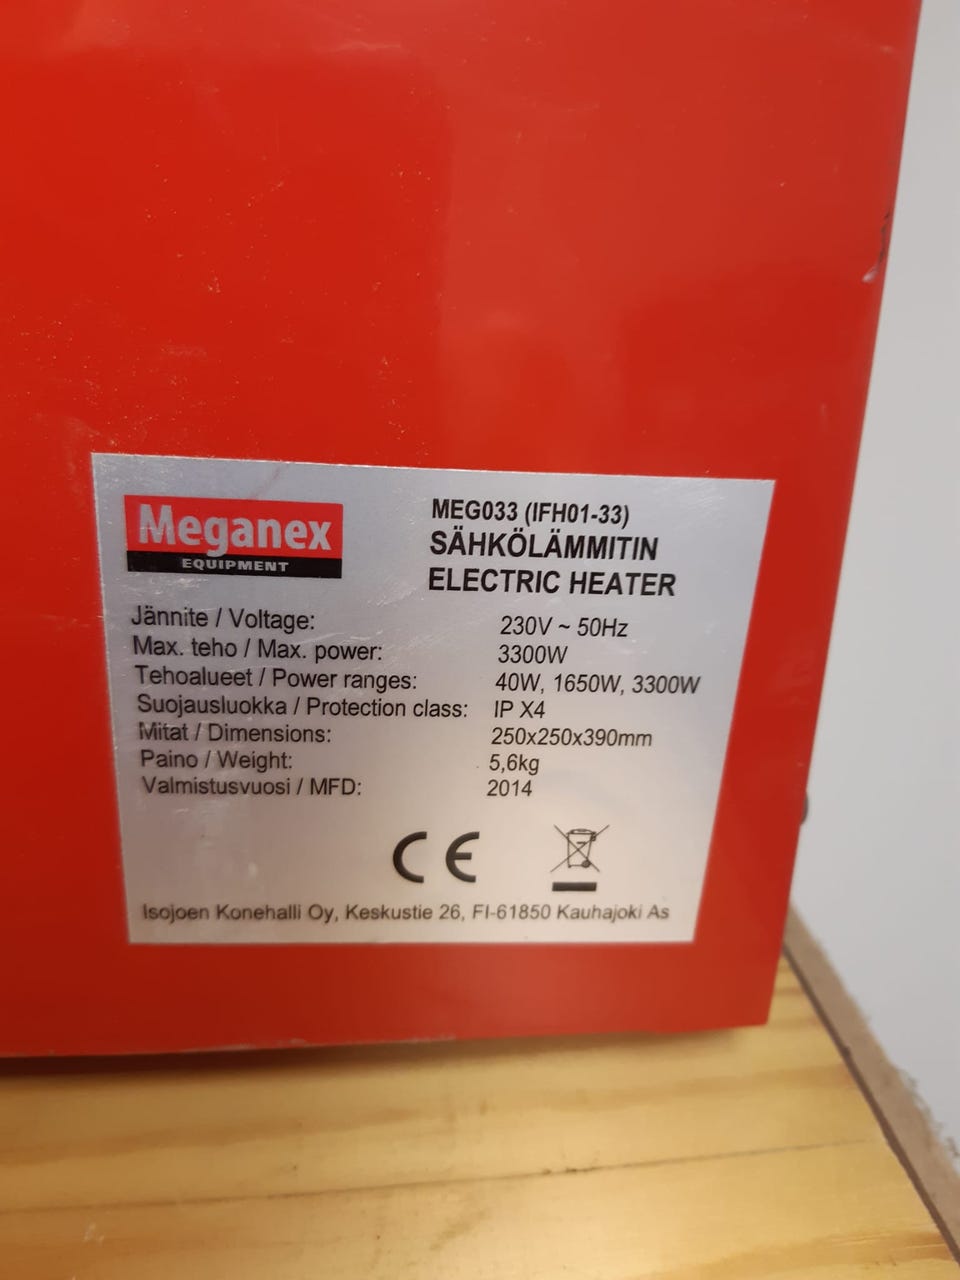 Meganex
EQUIPMENT
MEG033 (IFH01-33)
SÄHKÖLÄMMITIN
ELECTRIC HEATER
Jännite / Voltage: 230V ~ 50Hz
Max. teho / Max. power: 3300W
Tehoalueet / Power ranges: 40W, 1650W, 3300W
Suojausluokka / Protection class: IP X4
Mitat / Dimensions: 250x250x390mm
Paino / Weight: 5,6kg
Valmistusvuosi / MFD: 2014
CE
Isojoen Konehalli Oy, Keskustie 26, FI-61850 Kauhajoki As